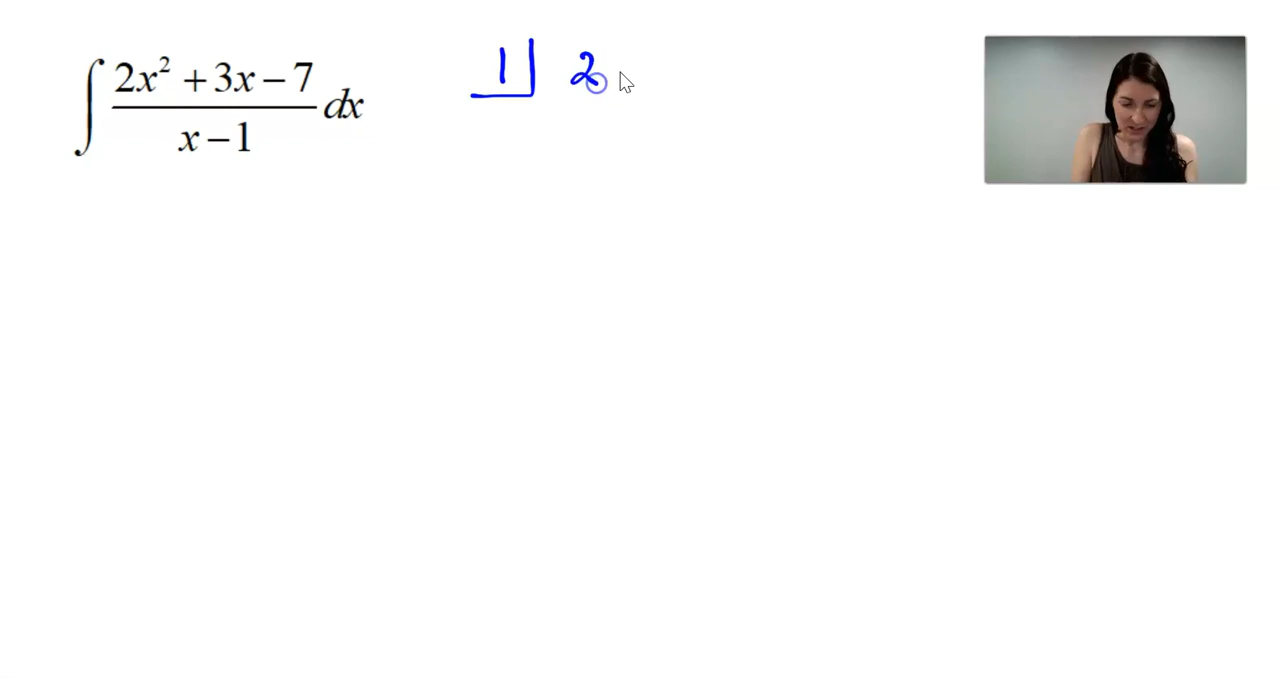 ∫ (2x² + 3x − 7)/(x − 1) dx
1 2